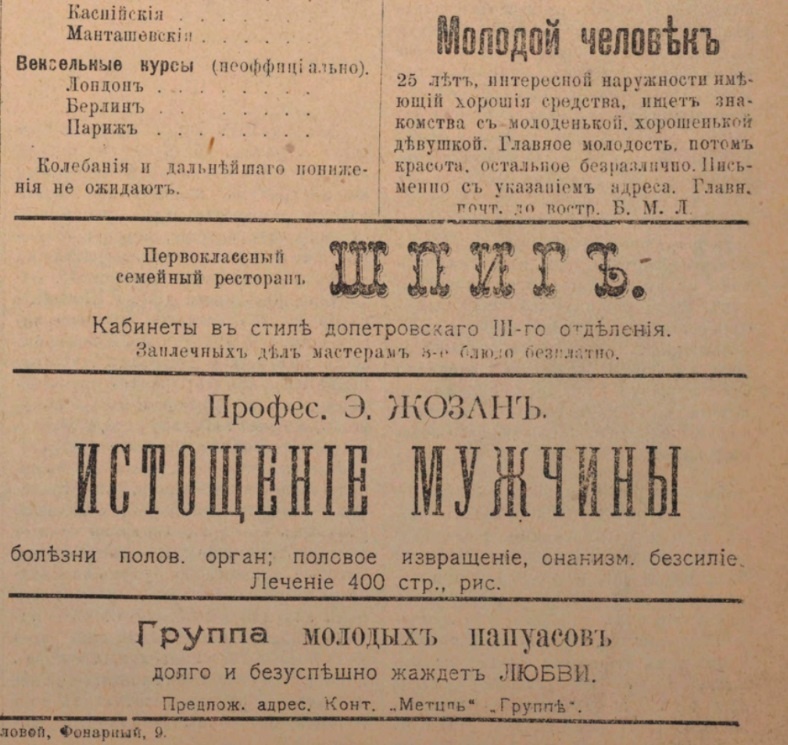 Каспійскія . . . . .
Манташевскія . . . . .
Вексельные курсы (неоффиціально).
Лондонъ . . . . . . .
Берлинъ . . . . . . .
Парижъ . . . . . . .
Колебанія и дальнѣйшаго пониже-
нія не ожидаютъ.
Молодой человѣкъ
25 лѣтъ, интересной наружности имѣ-
ющій хорошія средства, ищетъ зна-
комства съ молоденькой, хорошенькой
дѣвушкой. Главное молодость, потомъ
красота, остальное безразлично. Пись-
менно съ указаніемъ адреса. Главн.
почт. до востр. Б. М. Л.
Первоклассный
семейный ресторанъ
ШПИГЪ.
Кабинеты въ стилѣ допетровскаго III-го отдѣленія.
Заплечныхъ дѣлъ мастерамъ 3-е блюдо безплатно.
Профес. Э. ЖОЗАНЪ.
ИСТОЩЕНІЕ МУЖЧИНЫ
болѣзни полов. орган; половое извращеніе, онанизм. безсиліе.
Леченіе 400 стр., рис.
Группа молодыхъ папуасовъ
долго и безуспѣшно жаждетъ ЛЮБВИ.
Предлож. адрес. Конт. „Метцль“ „Группѣ“.
ловой, Фонарный, 9.